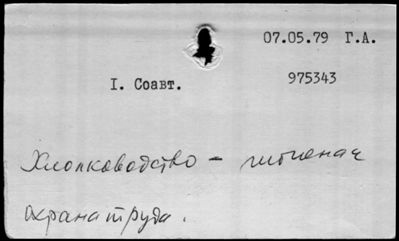 07.05.79 Г.А.
I. Соавт. 975343
Хлопководство - гигиена и
охрана труда.